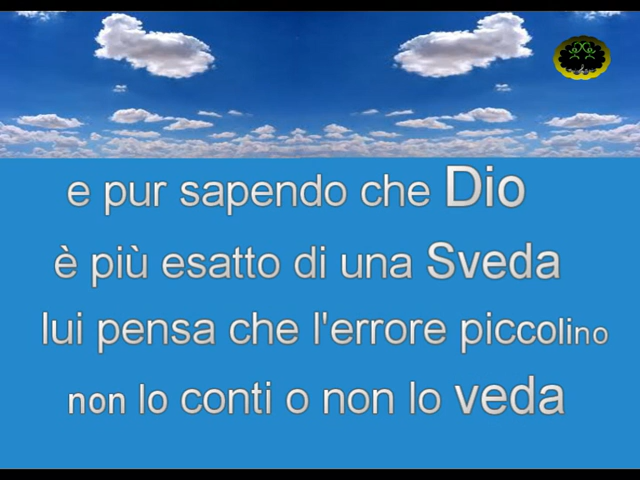 e pur sapendo che Dio
è più esatto di una Sveda
lui pensa che l'errore piccolino
non lo conti o non lo veda